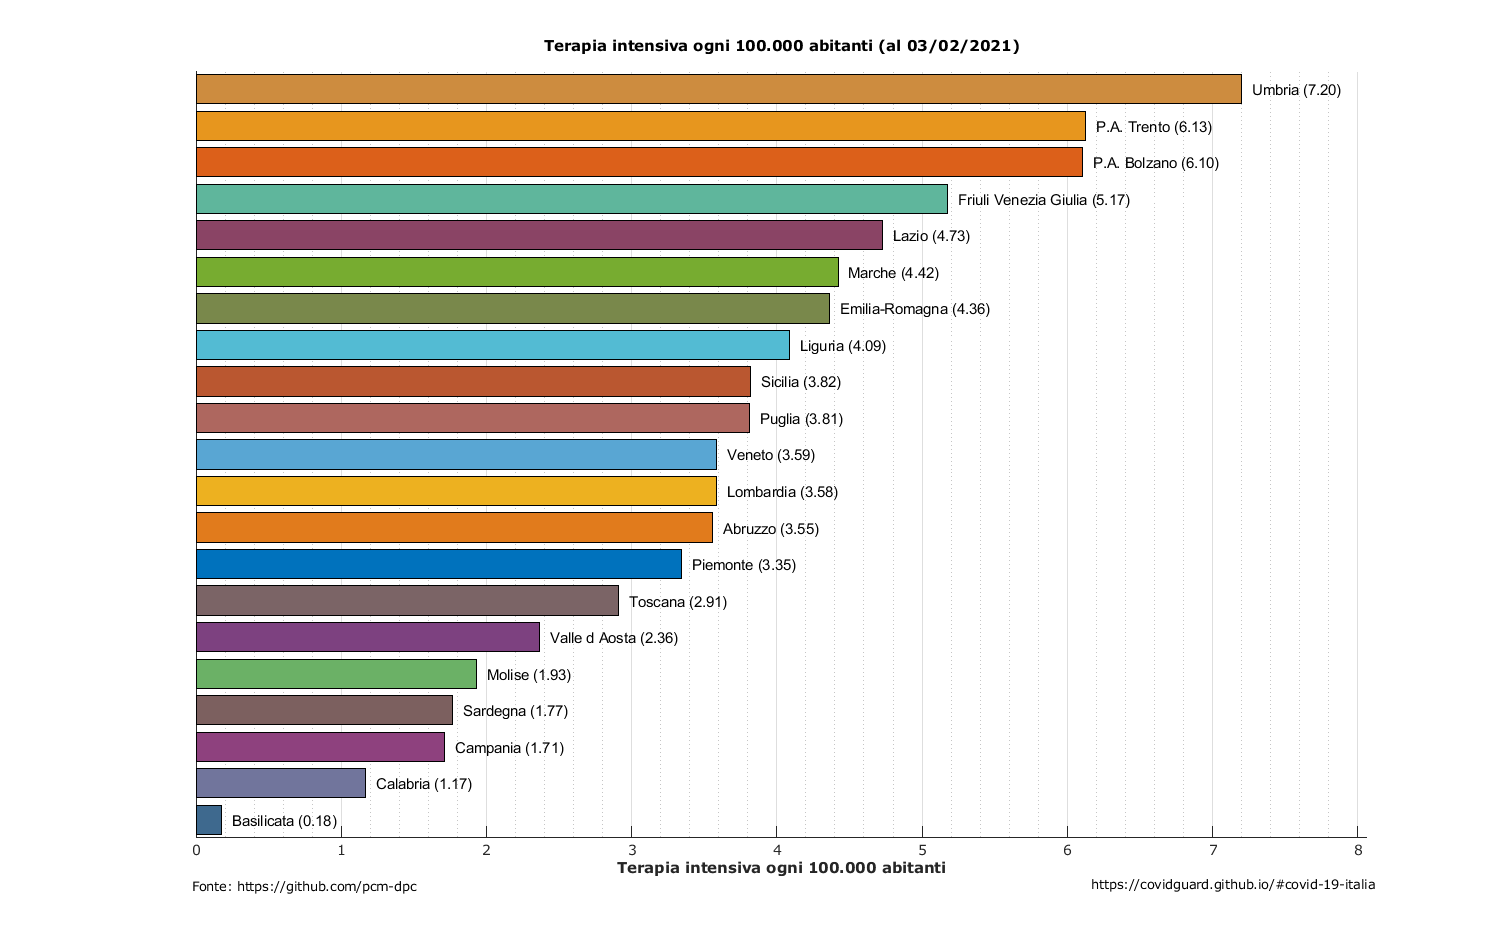 Terapia intensiva ogni 100.000 abitanti (al 03/02/2021)
Umbria (7.20)
P.A. Trento (6.13)
P.A. Bolzano (6.10)
Friuli Venezia Giulia (5.17)
Lazio (4.73)
Marche (4.42)
Emilia-Romagna (4.36)
Liguria (4.09)
Sicilia (3.82)
Puglia (3.81)
Veneto (3.59)
Lombardia (3.58)
Abruzzo (3.55)
Piemonte (3.35)
Toscana (2.91)
Valle d Aosta (2.36)
Molise (1.93)
Sardegna (1.77)
Campania (1.71)
Calabria (1.17)
Basilicata (0.18)
0 1 2 3 4 5 6 7 8
Terapia intensiva ogni 100.000 abitanti
Fonte: https://github.com/pcm-dpc
https://covidguard.github.io/#covid-19-italia